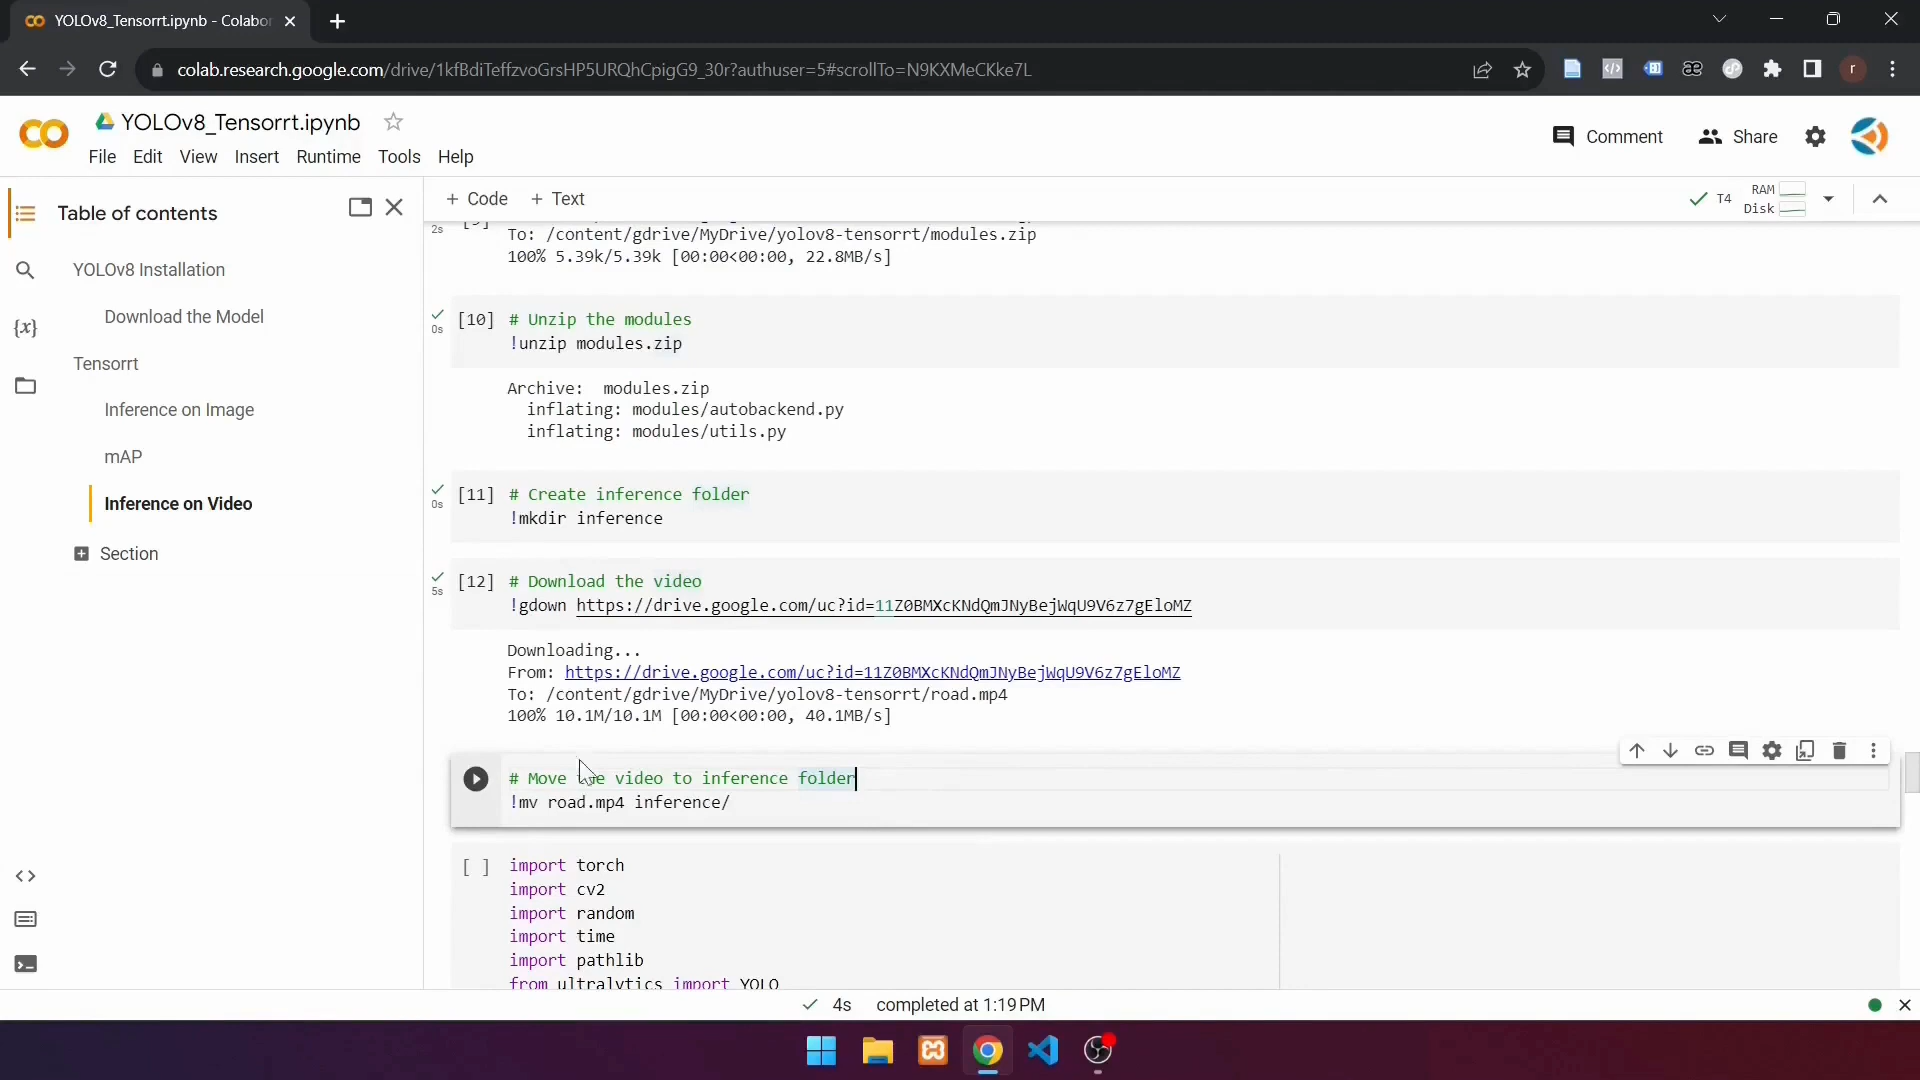 YOLOv8_Tensorrt.ipynb - Colabor
colab.research.google.com/drive/1kfBdiTeffzvoGrsHP5URQhCpigG9_30r?authuser=5#scrollTo=N9KXMeCKke7L
r
YOLOv8_Tensorrt.ipynb
File Edit View Insert Runtime Tools Help
Comment
Share
Table of contents
YOLOv8 Installation
Download the Model
Tensorrt
Inference on Image
mAP
Inference on Video
Section
+ Code + Text
T4
RAM
Disk
2s
To: /content/gdrive/MyDrive/yolov8-tensorrt/modules.zip
100% 5.39k/5.39k [00:00<00:00, 22.8MB/s]
0s
[10] # Unzip the modules
!unzip modules.zip
Archive:  modules.zip
inflating: modules/autobackend.py
inflating: modules/utils.py
0s
[11] # Create inference folder
!mkdir inference
5s
[12] # Download the video
!gdown https://drive.google.com/uc?id=11Z0BMXcKNdQmJNyBejWqU9V6z7gEloMZ
Downloading...
From: https://drive.google.com/uc?id=11Z0BMXcKNdQmJNyBejWqU9V6z7gEloMZ
To: /content/gdrive/MyDrive/yolov8-tensorrt/road.mp4
100% 10.1M/10.1M [00:00<00:00, 40.1MB/s]
# Move the video to inference folder
!mv road.mp4 inference/
[ ] import torch
import cv2
import random
import time
import pathlib
from ultralytics import YOLO
4s completed at 1:19 PM